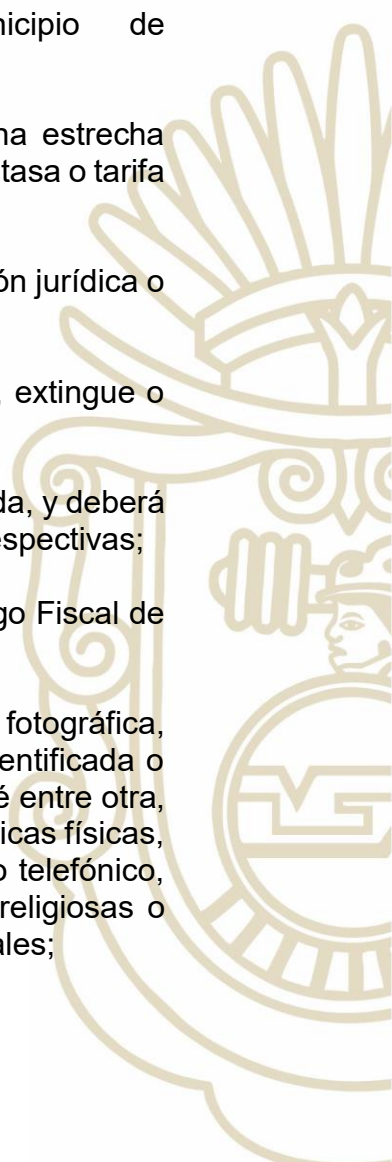 nicipio de
na estrecha
tasa o tarifa
ón jurídica o
extingue o
da, y deberá
espectivas;
go Fiscal de
fotográfica,
entificada o
é entre otra,
icas físicas,
o telefónico,
religiosas o
ales;